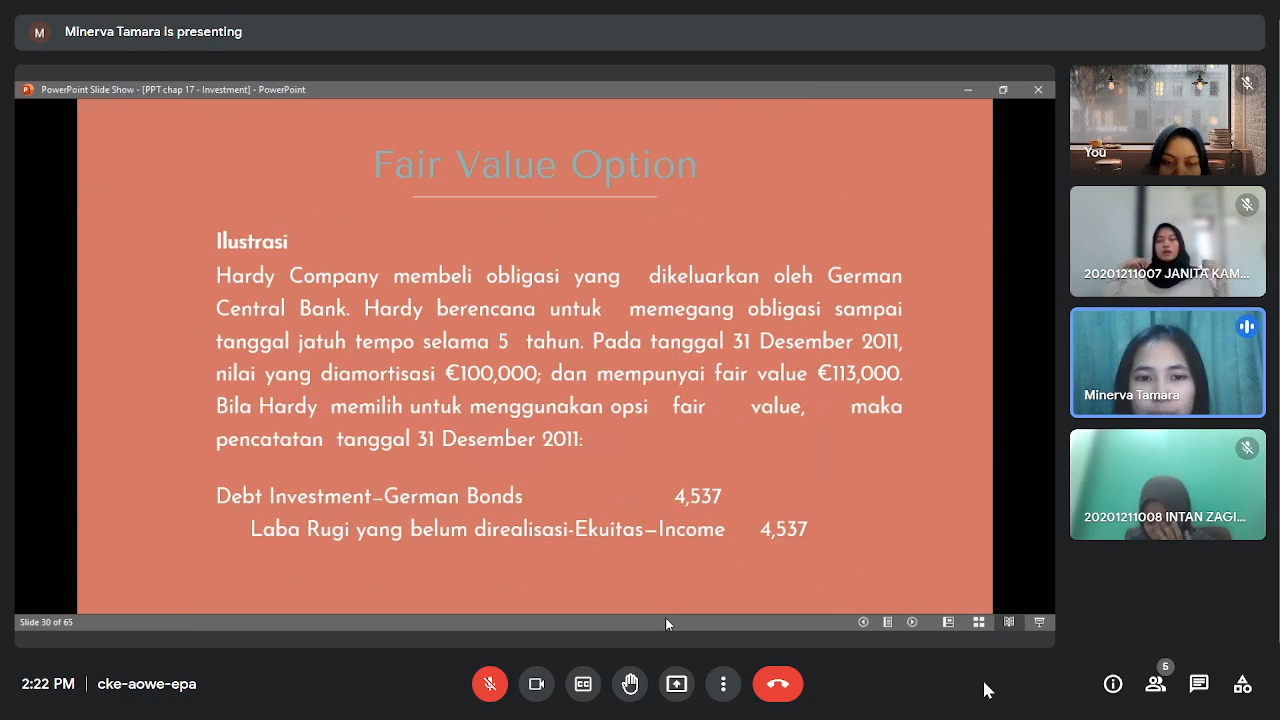 M Minerva Tamara is presenting
PowerPoint Slide Show - [PPT chap 17 - Investment] - PowerPoint
Fair Value Option
Ilustrasi
Hardy Company membeli obligasi yang dikeluarkan oleh German
Central Bank. Hardy berencana untuk memegang obligasi sampai
tanggal jatuh tempo selama 5 tahun. Pada tanggal 31 Desember 2011,
nilai yang diamortisasi €100,000; dan mempunyai fair value €113,000.
Bila Hardy memilih untuk menggunakan opsi fair value, maka
pencatatan tanggal 31 Desember 2011:
Debt Investment–German Bonds 4,537
Laba Rugi yang belum direalisasi-Ekuitas–Income 4,537
Slide 30 of 65
You
20201211007 JANITA KAM...
Minerva Tamara
20201211008 INTAN ZAGI...
2:22 PM | cke-aowe-epa
CC
5